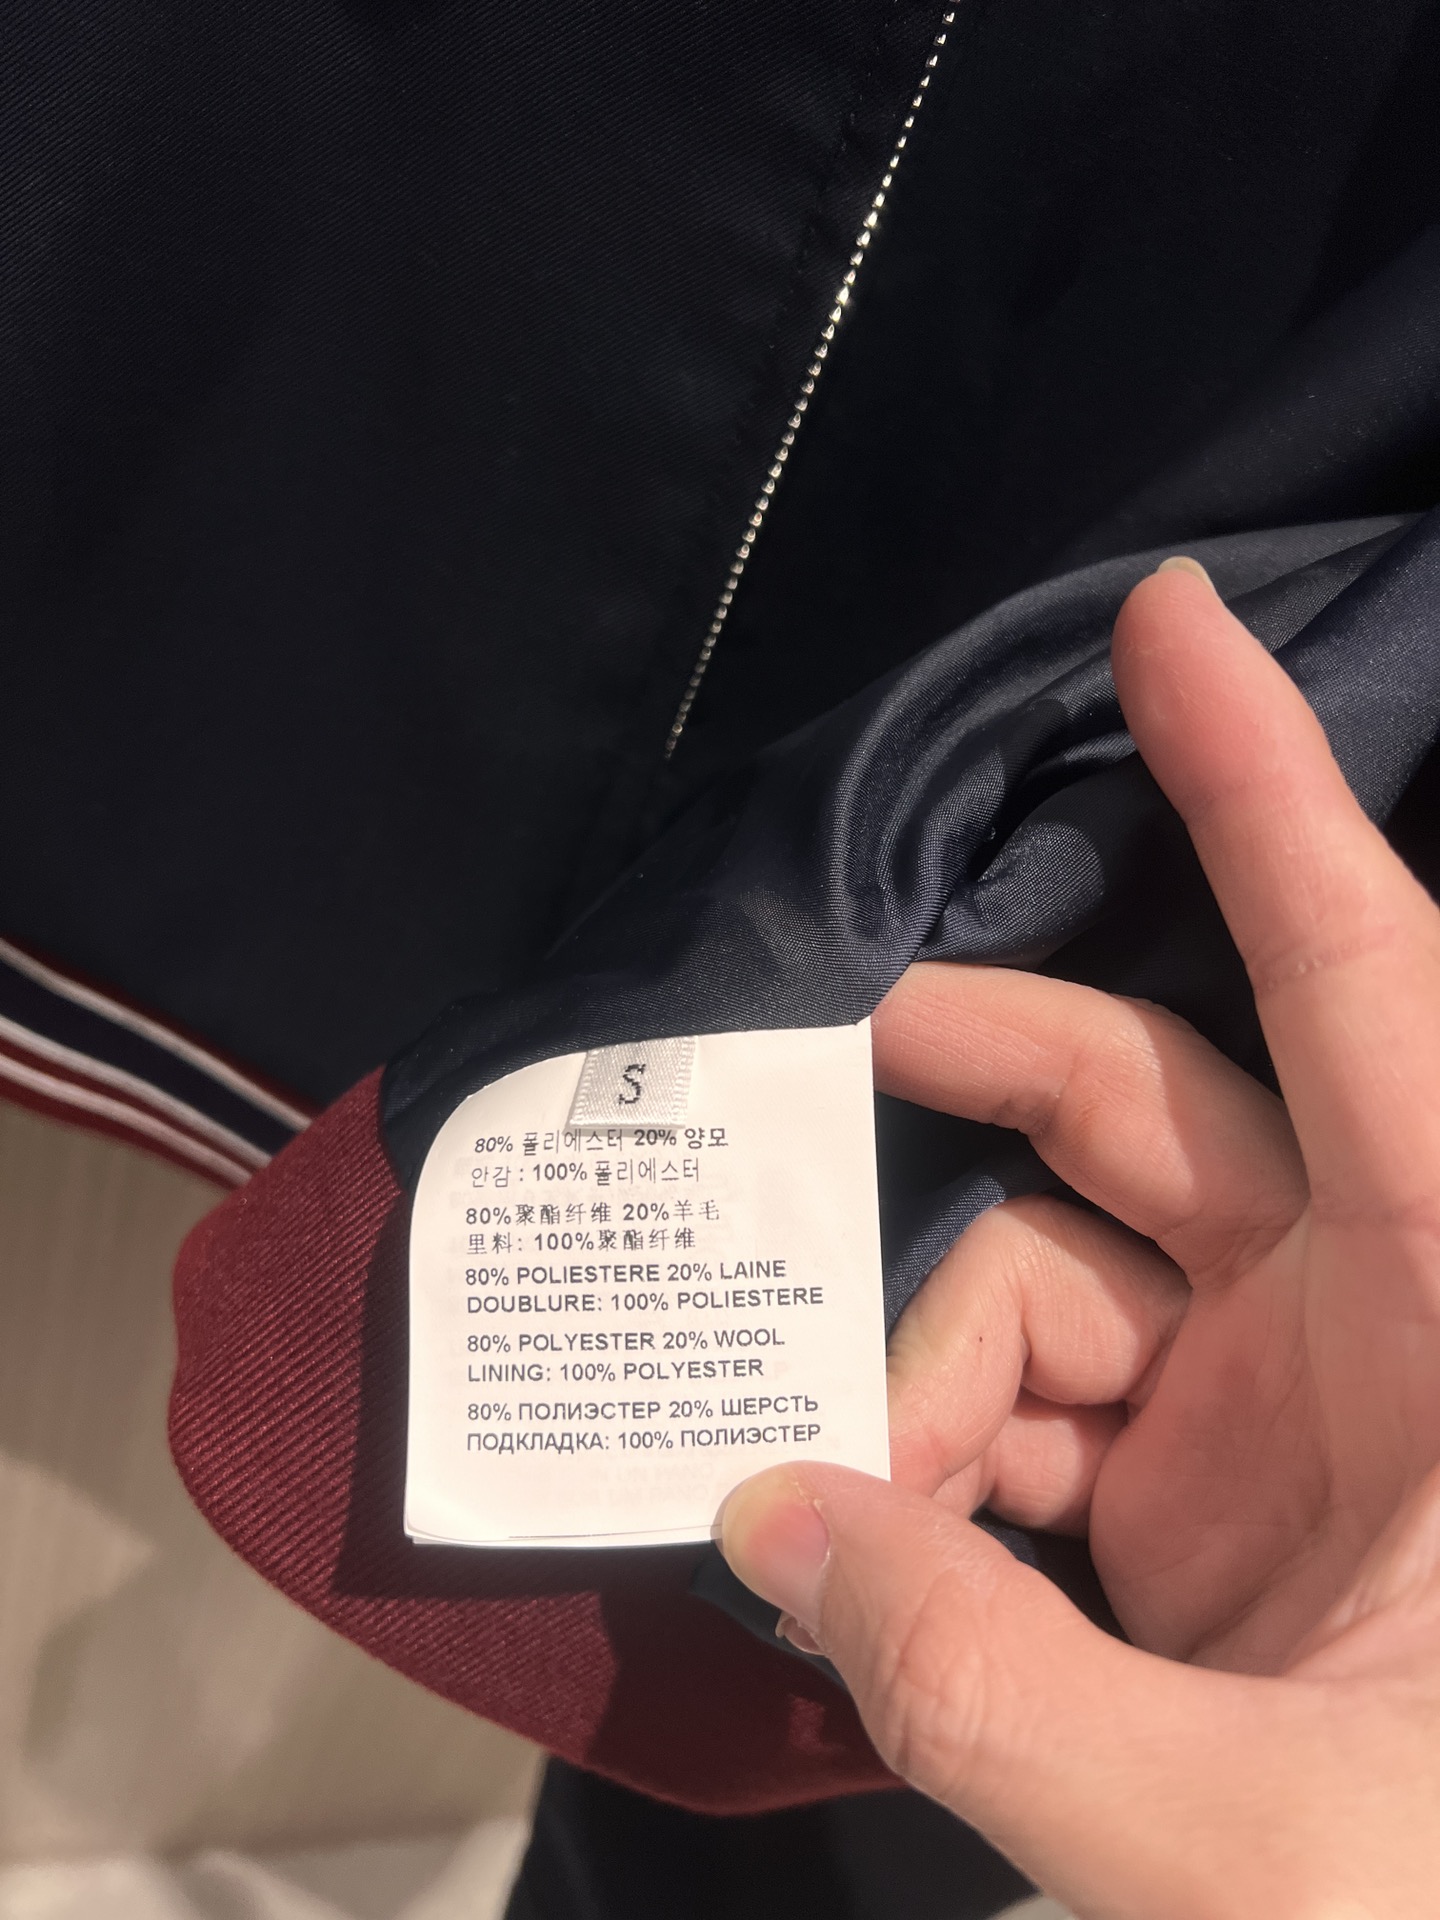 S
80% 폴리에스터 20% 양모
안감 : 100% 폴리에스터
80%聚酯纤维 20%羊毛
里料: 100%聚酯纤维
80% POLIESTERE 20% LAINE
DOUBLURE: 100% POLIESTERE
80% POLYESTER 20% WOOL
LINING: 100% POLYESTER
80% ПОЛИЭСТЕР 20% ШЕРСТЬ
ПОДКЛАДКА: 100% ПОЛИЭСТЕР